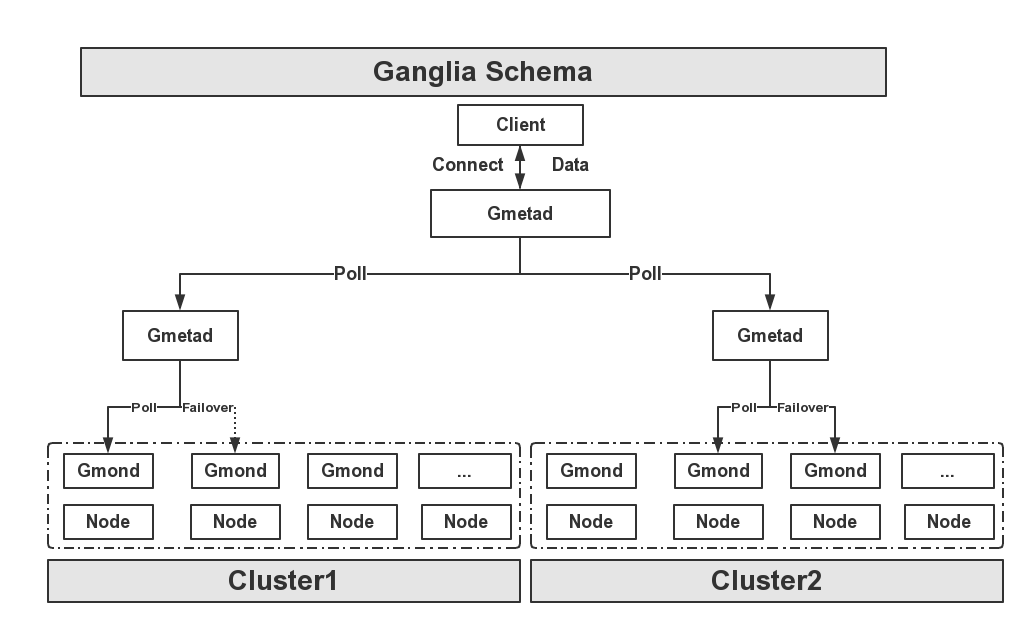 Ganglia Schema
Client
Connect Data
Gmetad
Poll Poll
Gmetad Gmetad
Poll Failover Poll Failover
Gmond Gmond Gmond ... Gmond Gmond Gmond ...
Node Node Node Node Node Node Node Node
Cluster1 Cluster2